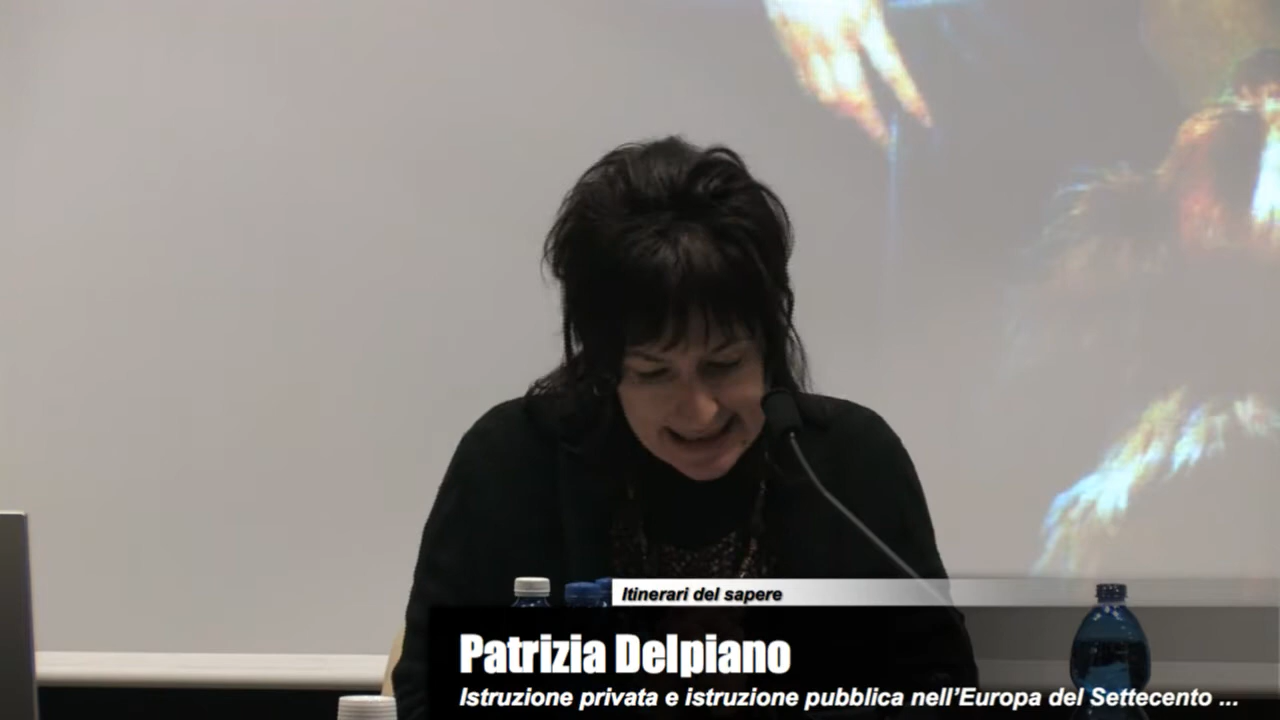 Itinerari del sapere
Patrizia Delpiano
Istruzione privata e istruzione pubblica nell'Europa del Settecento ...